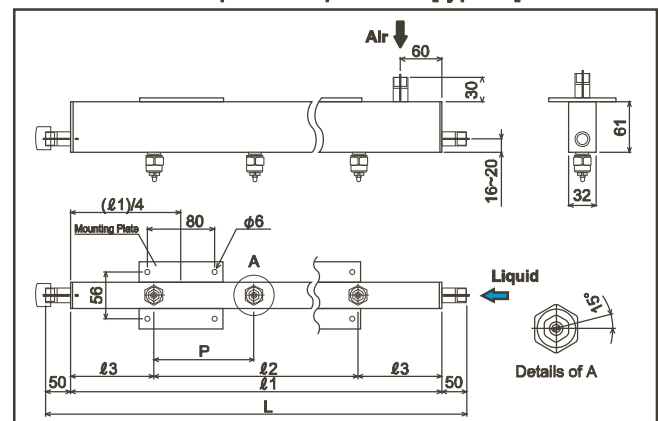 Air
60
30
61
16~20
32
(ℓ1)/4
80
φ6
Mounting Plate
A
56
Liquid
15°
P
Details of A
50
ℓ3
ℓ2
ℓ3
50
ℓ1
L